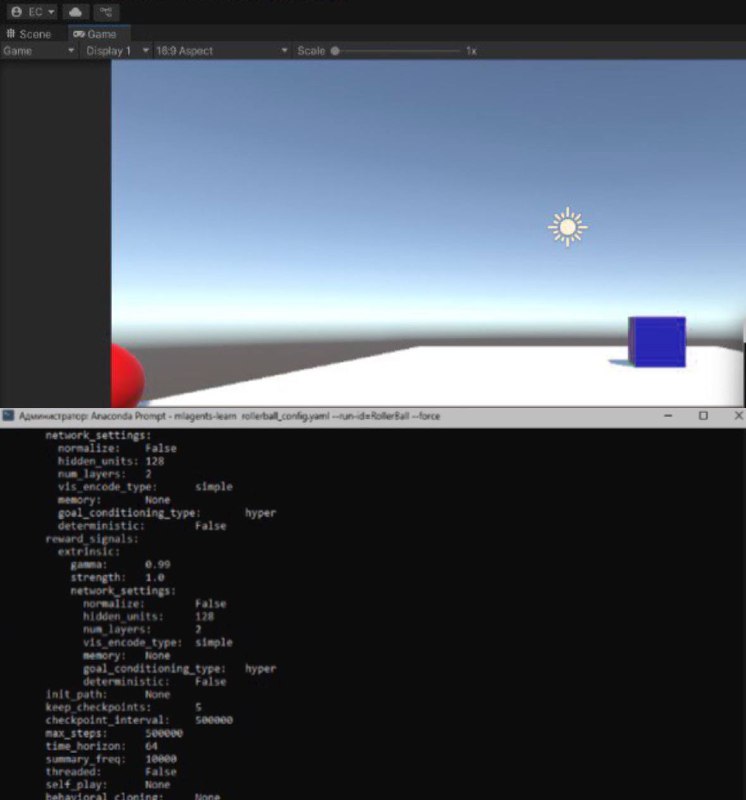 EC
Scene Game
Game Display 1 16:9 Aspect Scale 1x
Администратор: Anaconda Prompt - mlagents-learn rollerball_config.yaml --run-id=RollerBall --force
network_settings:
normalize: False
hidden_units: 128
num_layers: 2
vis_encode_type: simple
memory: None
goal_conditioning_type: hyper
deterministic: False
reward_signals:
extrinsic:
gamma: 0.99
strength: 1.0
network_settings:
normalize: False
hidden_units: 128
num_layers: 2
vis_encode_type: simple
memory: None
goal_conditioning_type: hyper
deterministic: False
init_path: None
keep_checkpoints: 5
checkpoint_interval: 500000
max_steps: 500000
time_horizon: 64
summary_freq: 10000
threaded: False
self_play: None
behavioral_cloning: None